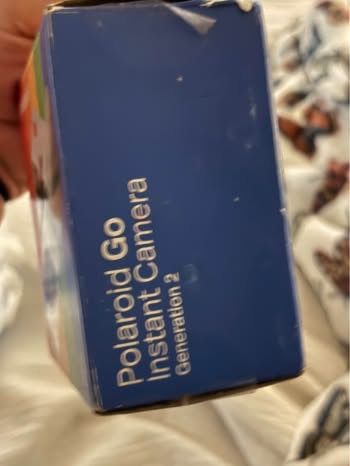 Polaroid Go
Instant Camera
Generation 2